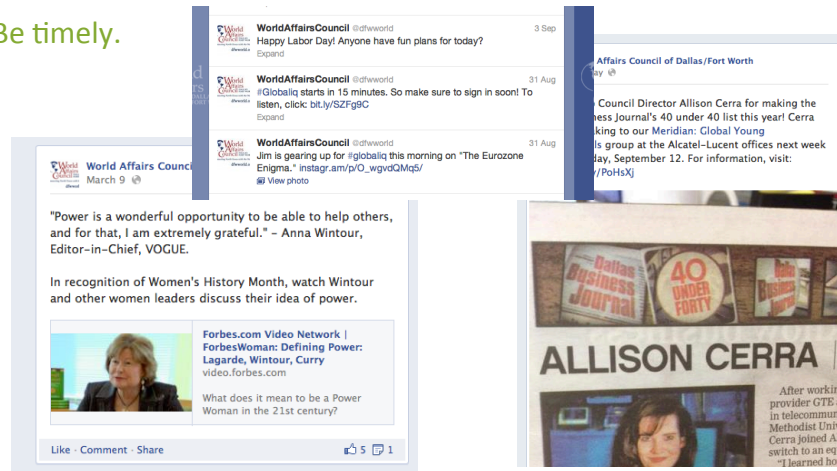 Be timely.
WorldAffairsCouncil @dfwworld 3 Sep
Happy Labor Day! Anyone have fun plans for today?
Expand
WorldAffairsCouncil @dfwworld 31 Aug
#Globaliq starts in 15 minutes. So make sure to sign in soon! To
listen, click: bit.ly/SZFg9C
Expand
WorldAffairsCouncil @dfwworld 31 Aug
Jim is gearing up for #globaliq this morning on "The Eurozone
Enigma." instagr.am/p/O_wgvdQMq5/
View photo
World Affairs Counci
March 9
"Power is a wonderful opportunity to be able to help others,
and for that, I am extremely grateful." – Anna Wintour,
Editor-in-Chief, VOGUE.
In recognition of Women's History Month, watch Wintour
and other women leaders discuss their idea of power.
Forbes.com Video Network |
ForbesWoman: Defining Power:
Lagarde, Wintour, Curry
video.forbes.com
What does it mean to be a Power
Woman in the 21st century?
Like · Comment · Share 5 1
Affairs Council of Dallas/Fort Worth
ay
Council Director Allison Cerra for making the
ness Journal's 40 under 40 list this year! Cerra
king to our Meridian: Global Young
ls group at the Alcatel-Lucent offices next week
day, September 12. For information, visit:
y/PoHsXj
Dallas
Business
Journal
40
UNDER
FORTY
Dallas
Business
Journal
ALLISON CERRA
After workin
provider GTE
in telecommun
Methodist Univ
Cerra joined A
switch to an eq
"I learned ho